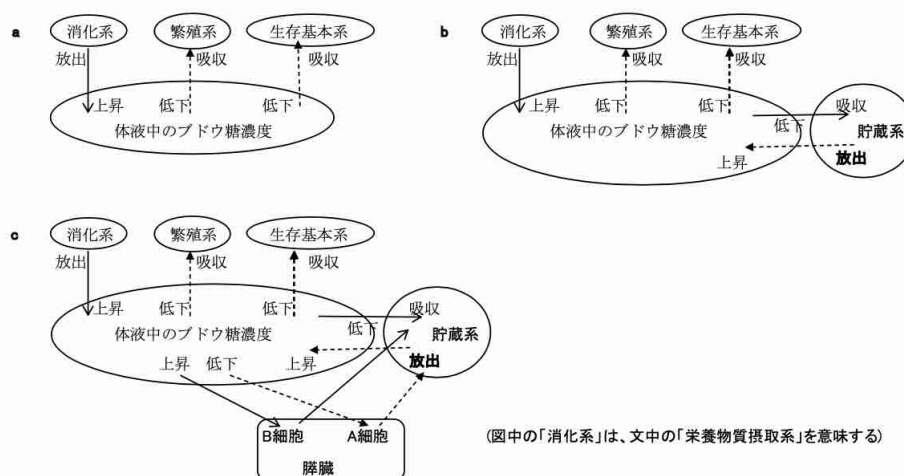 a
消化系 繁殖系 生存基本系
放出 吸収 吸収
上昇 低下 低下
体液中のブドウ糖濃度
b
消化系 繁殖系 生存基本系
放出 吸収 吸収
上昇 低下 低下 吸収
体液中のブドウ糖濃度 低下 貯蔵系
上昇 放出
c
消化系 繁殖系 生存基本系
放出 吸収 吸収
上昇 低下 低下 吸収
体液中のブドウ糖濃度 低下 貯蔵系
上昇 低下 上昇 放出
B細胞 A細胞
膵臓
(図中の「消化系」は、文中の「栄養物質摂取系」を意味する)